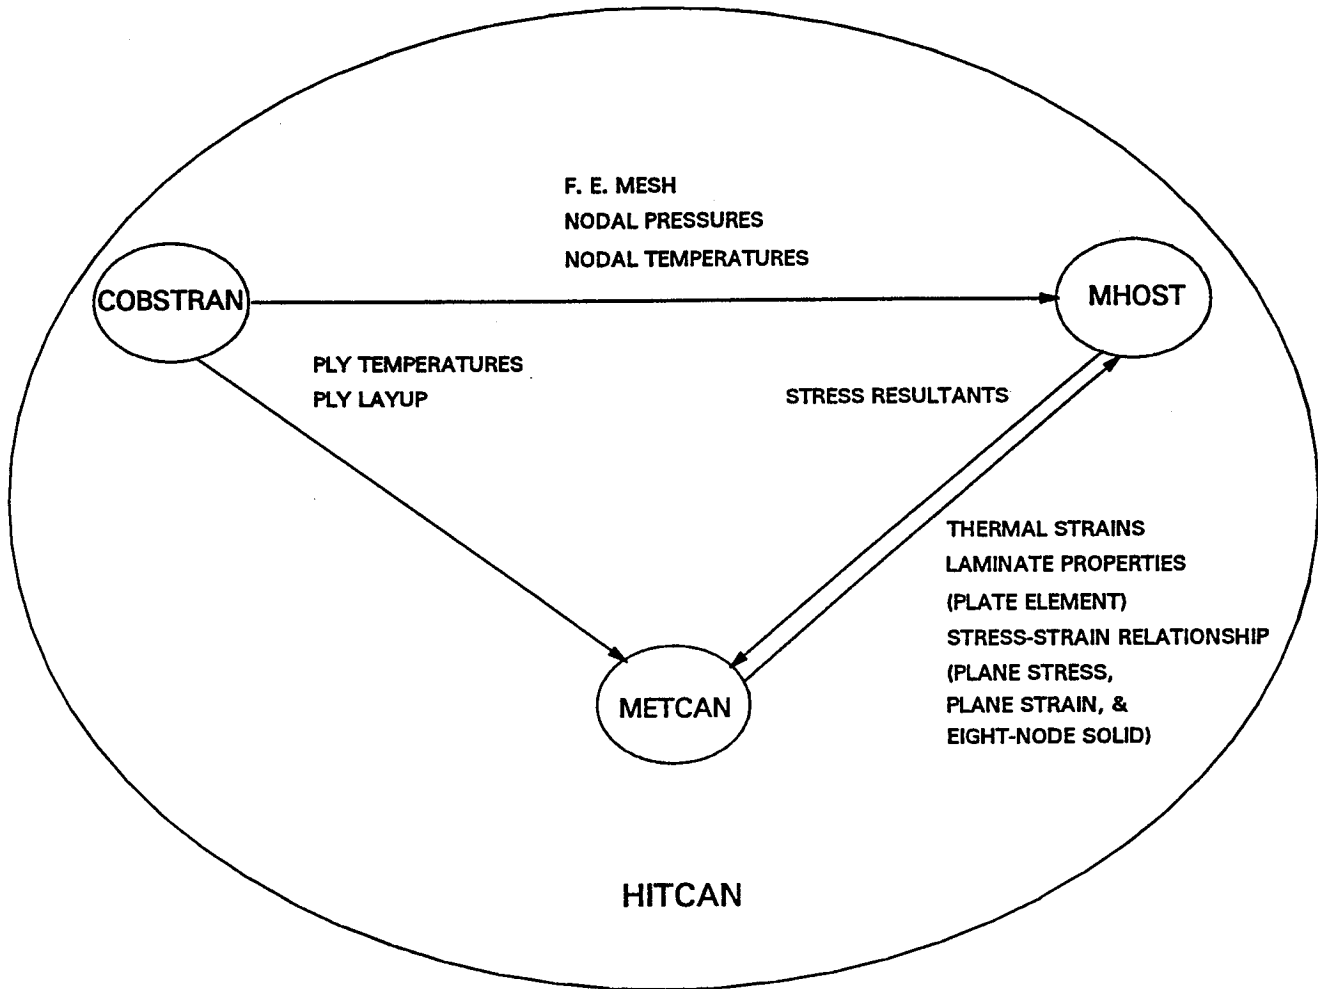 F. E. MESH
NODAL PRESSURES
NODAL TEMPERATURES
COBSTRAN
MHOST
PLY TEMPERATURES
PLY LAYUP
STRESS RESULTANTS
THERMAL STRAINS
LAMINATE PROPERTIES
(PLATE ELEMENT)
STRESS-STRAIN RELATIONSHIP
(PLANE STRESS,
PLANE STRAIN, &
EIGHT-NODE SOLID)
METCAN
HITCAN